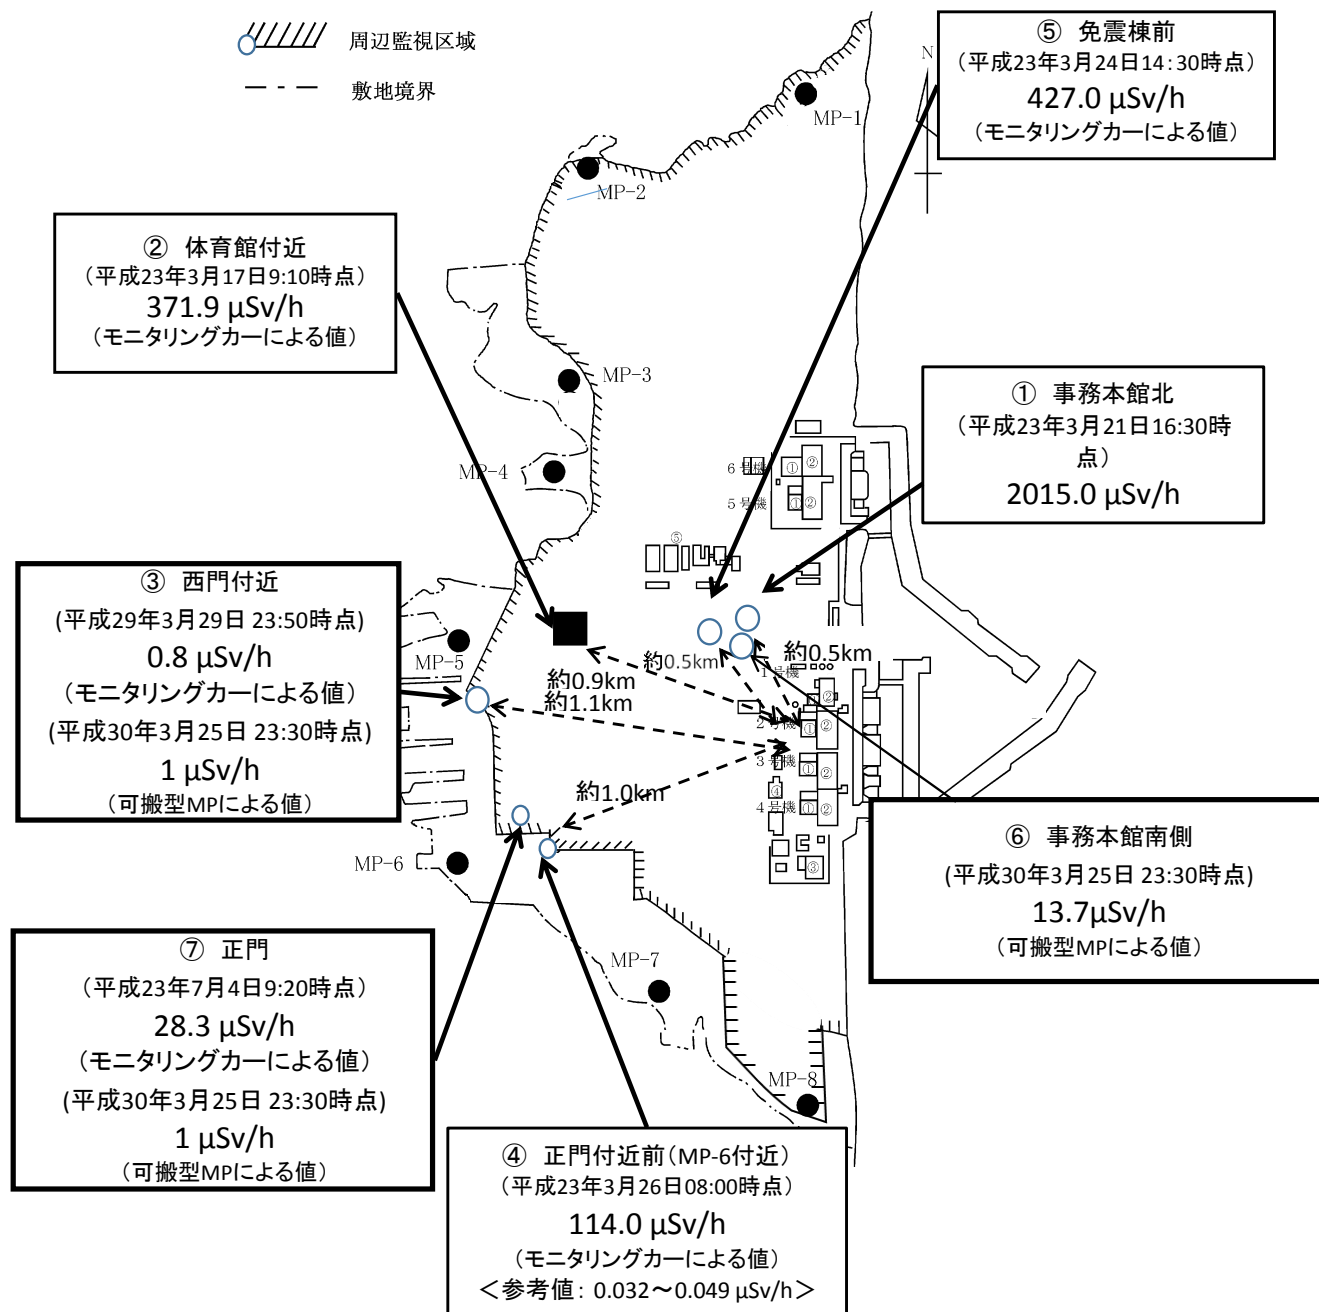 周辺監視区域
敷地境界
⑤ 免震棟前
（平成23年3月24日14：30時点）
427.0 µSv/h
（モニタリングカーによる値）
N
MP-1
MP-2
② 体育館付近
（平成23年3月17日9:10時点）
371.9 µSv/h
（モニタリングカーによる値）
MP-3
① 事務本館北
（平成23年3月21日16:30時
点）
2015.0 µSv/h
MP-4
6号機
①
②
5号機
①
②
⑤
③ 西門付近
(平成29年3月29日 23:50時点)
0.8 µSv/h
（モニタリングカーによる値）
(平成30年3月25日 23:30時点)
1 µSv/h
（可搬型MPによる値）
MP-5
約0.5km
約0.5km
約0.9km
約1.1km
1号機
②
2号機
①
②
3号機
①
②
約1.0km
④
4号機
①
②
③
MP-6
⑥ 事務本館南側
(平成30年3月25日 23:30時点)
13.7µSv/h
（可搬型MPによる値）
⑦ 正門
（平成23年7月4日9:20時点）
28.3 µSv/h
（モニタリングカーによる値）
(平成30年3月25日 23:30時点)
1 µSv/h
（可搬型MPによる値）
MP-7
MP-8
④ 正門付近前（MP-6付近）
（平成23年3月26日08:00時点）
114.0 µSv/h
（モニタリングカーによる値）
＜参考値： 0.032～0.049 µSv/h＞